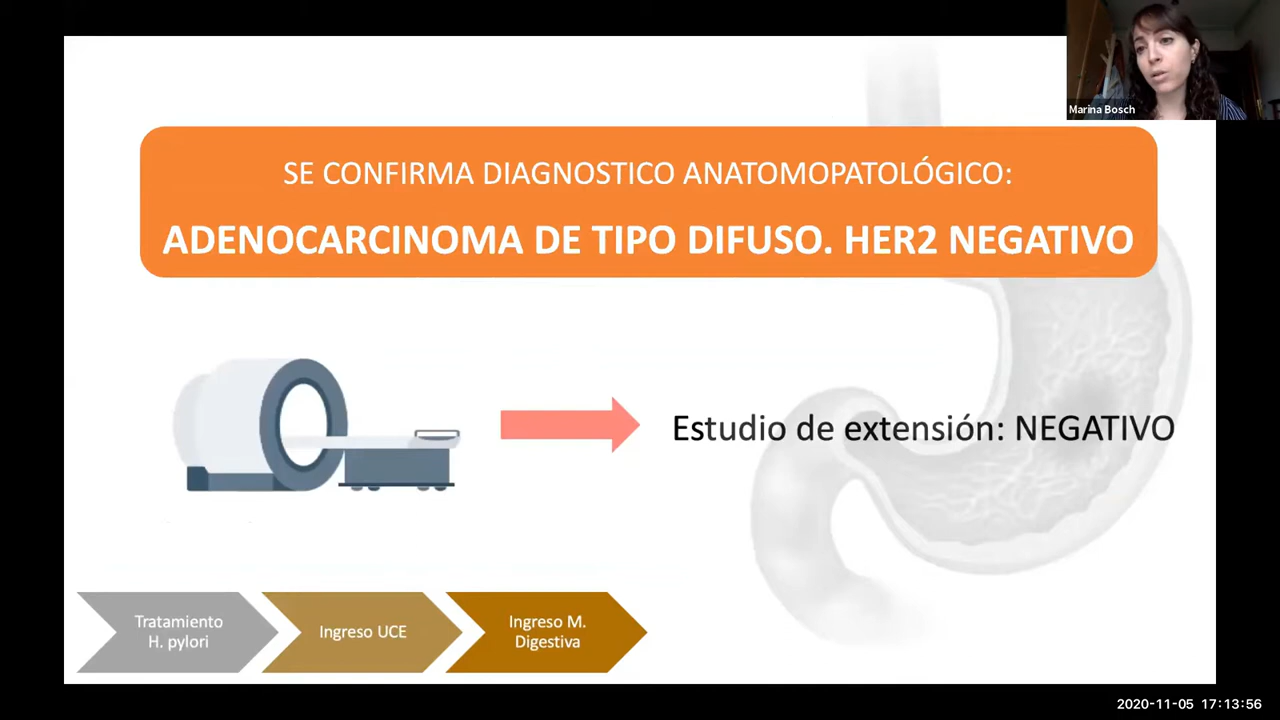 Marina Bosch
SE CONFIRMA DIAGNOSTICO ANATOMOPATOLÓGICO:
ADENOCARCINOMA DE TIPO DIFUSO. HER2 NEGATIVO
Estudio de extensión: NEGATIVO
Tratamiento
H. pylori
Ingreso UCE
Ingreso M.
Digestiva
2020-11-05 17:13:56